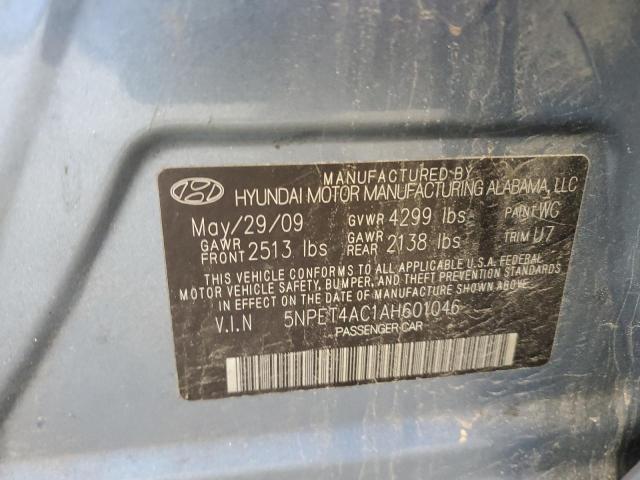 MANUFACTURED BY
HYUNDAI MOTOR MANUFACTURING ALABAMA, LLC
May/29/09 GVWR 4299 lbs PAINT WC
GAWR FRONT 2513 lbs GAWR REAR 2138 lbs TRIM U7
THIS VEHICLE CONFORMS TO ALL APPLICABLE U.S.A. FEDERAL
MOTOR VEHICLE SAFETY, BUMPER, AND THEFT PREVENTION STANDARDS
IN EFFECT ON THE DATE OF MANUFACTURE SHOWN ABOVE.
V.I.N 5NPET4AC1AH601046
PASSENGER CAR